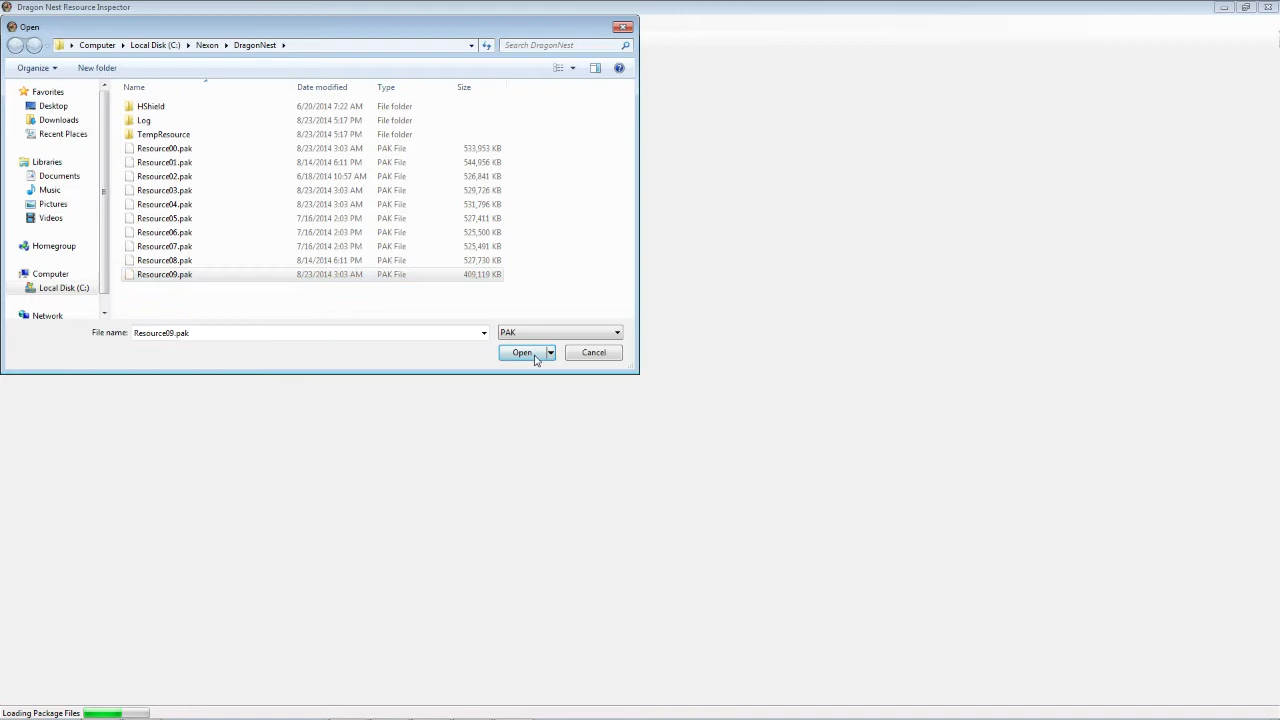 Dragon Nest Resource Inspector
Open
Computer Local Disk (C:) Nexon DragonNest Search DragonNest
Organize New folder
Name Date modified Type Size
Favorites
Desktop
Downloads
Recent Places
Libraries
Documents
Music
Pictures
Videos
Homegroup
Computer
Local Disk (C:)
Network
HShield 6/20/2014 7:22 AM File folder
Log 8/23/2014 5:17 PM File folder
TempResource 8/23/2014 5:17 PM File folder
Resource00.pak 8/23/2014 3:03 AM PAK File 533,953 KB
Resource01.pak 8/14/2014 6:11 PM PAK File 544,956 KB
Resource02.pak 6/18/2014 10:57 AM PAK File 526,841 KB
Resource03.pak 8/23/2014 3:03 AM PAK File 529,726 KB
Resource04.pak 8/23/2014 3:03 AM PAK File 531,796 KB
Resource05.pak 7/16/2014 2:03 PM PAK File 527,411 KB
Resource06.pak 7/16/2014 2:03 PM PAK File 525,500 KB
Resource07.pak 7/16/2014 2:03 PM PAK File 525,491 KB
Resource08.pak 8/14/2014 6:11 PM PAK File 527,730 KB
Resource09.pak 8/23/2014 3:03 AM PAK File 409,119 KB
File name: Resource09.pak PAK
Open Cancel
Loading Package Files